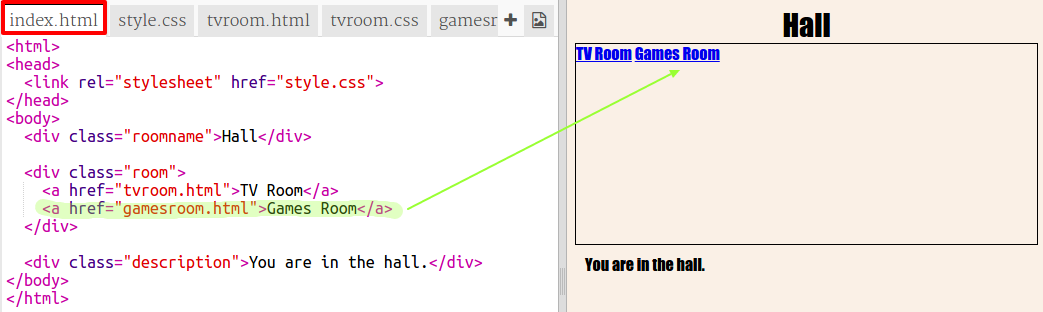 index.html style.css tvroom.html tvroom.css gamesr
<html>
<head>
<link rel="stylesheet" href="style.css">
</head>
<body>
<div class="roomname">Hall</div>
<div class="room">
<a href="tvroom.html">TV Room</a>
<a href="gamesroom.html">Games Room</a>
</div>
<div class="description">You are in the hall.</div>
</body>
</html>
Hall
TV Room Games Room
You are in the hall.